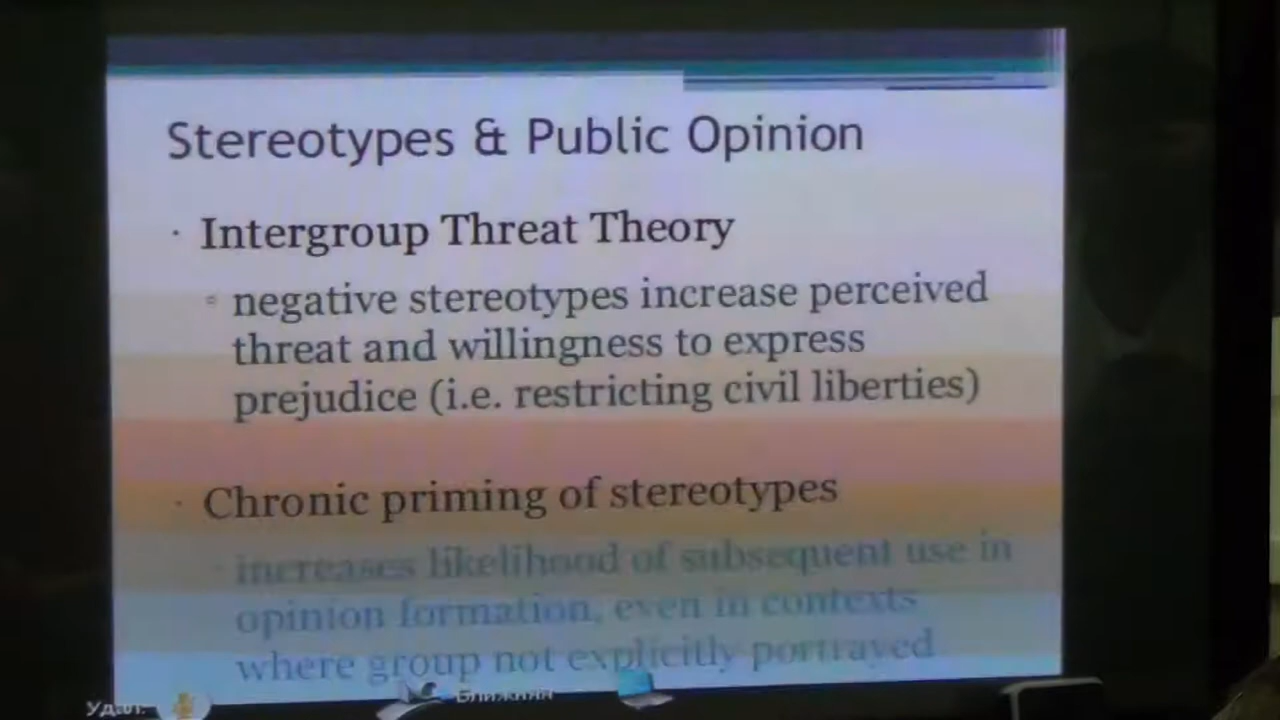 Stereotypes & Public Opinion
Intergroup Threat Theory
negative stereotypes increase perceived
threat and willingness to express
prejudice (i.e. restricting civil liberties)
Chronic priming of stereotypes
increases likelihood of subsequent use in
opinion formation, even in contexts
where group not explicitly portrayed
Ближний